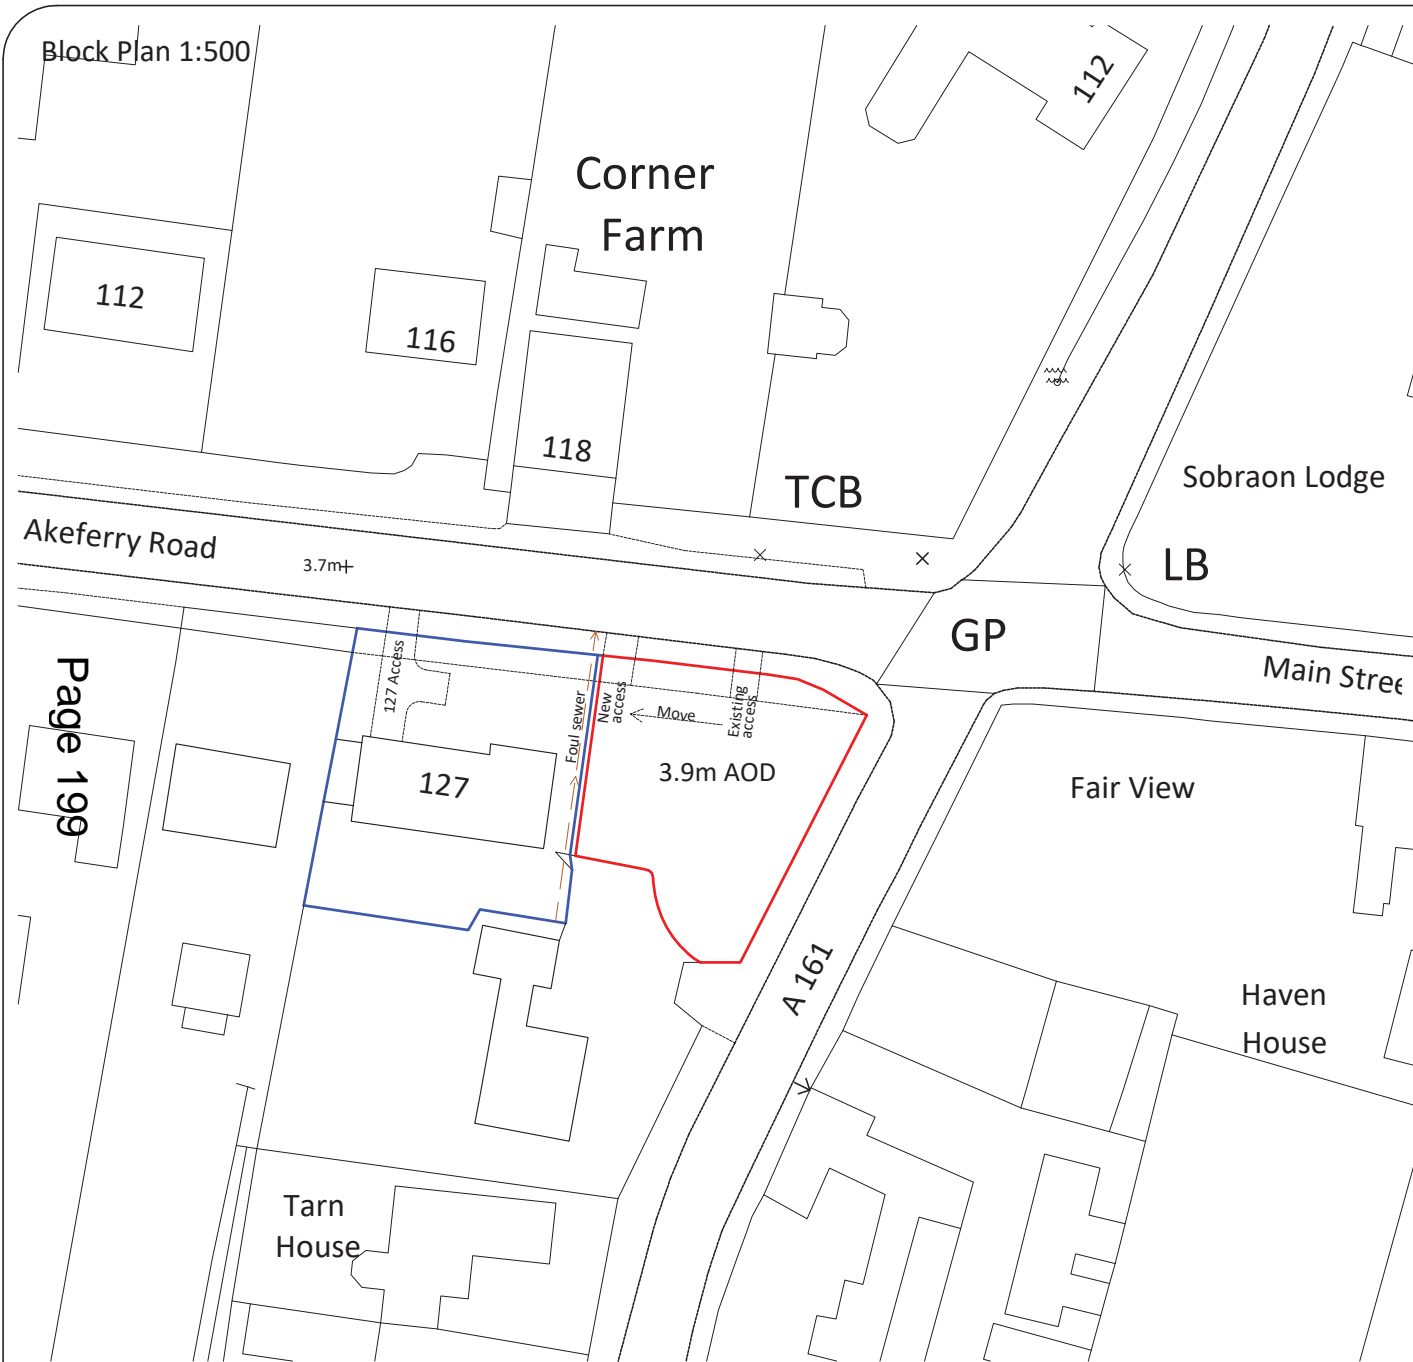 Block Plan 1:500
112
Corner
Farm
112
116
118
TCB
Sobraon Lodge
Akeferry Road
3.7m
LB
GP
Main Stree
Page 199
127 Access
Foul sewer
New
access
Move
Existing
access
127
3.9m AOD
Fair View
A 161
Haven
House
Tarn
House